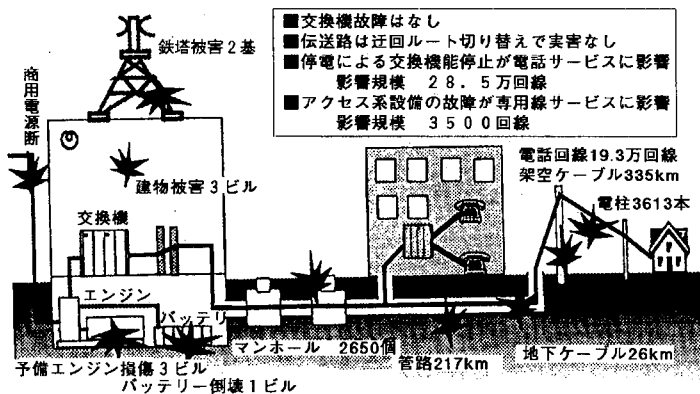 ■交換機故障はなし
■伝送路は迂回ルート切り替えで実害なし
■停電による交換機能停止が電話サービスに影響
影響規模 28.5万回線
■アクセス系設備の故障が専用線サービスに影響
影響規模 3500回線
鉄塔被害2基
商用電源断
建物被害3ビル
交換機
エンジン
バッテリ
電話回線19.3万回線
架空ケーブル335km
電柱3613本
マンホール 2650個
管路217km
地下ケーブル26km
予備エンジン損傷3ビル
バッテリー倒壊1ビル